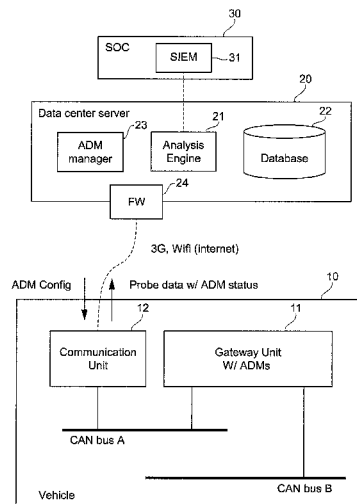 30
SOC
SIEM
31
20
Data center server
23
21
22
ADM
manager
Analysis
Engine
Database
24
FW
3G, Wifi (internet)
ADM Config
Probe data w/ ADM status
10
12
11
Communication
Unit
Gateway Unit
W/ ADMs
CAN bus A
CAN bus B
Vehicle